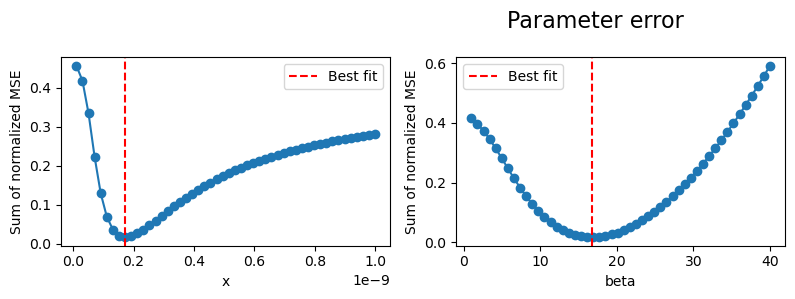 Parameter error
Sum of normalized MSE
0.4
0.3
0.2
0.1
0.0
Best fit
0.0 0.2 0.4 0.6 0.8 1.0
1e−9
x
Sum of normalized MSE
0.6
0.4
0.2
0.0
Best fit
0 10 20 30 40
beta